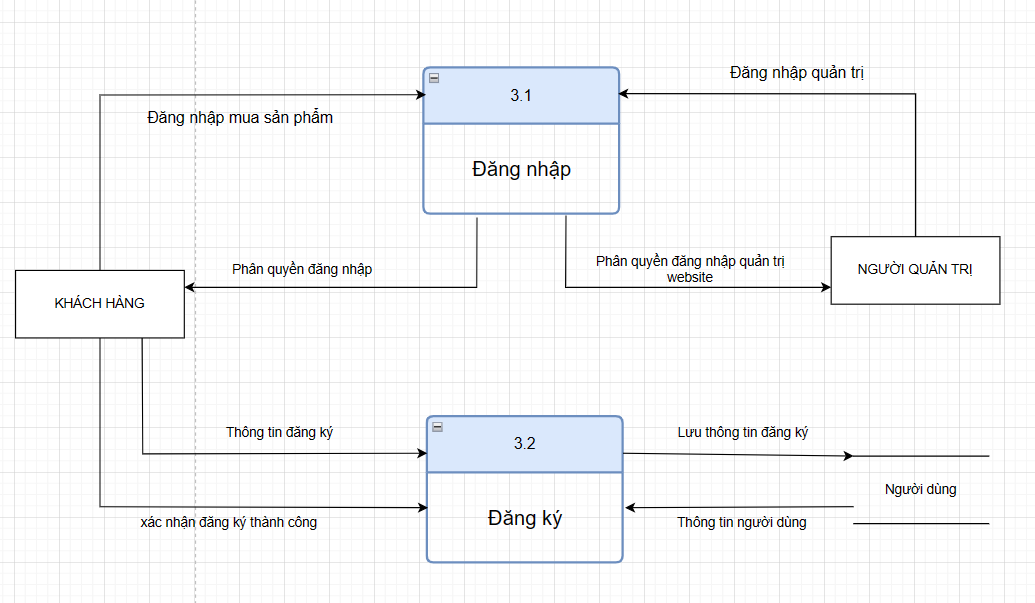 Đăng nhập quản trị
3.1
Đăng nhập mua sản phẩm
Đăng nhập
Phân quyền đăng nhập
Phân quyền đăng nhập quản trị
website
NGƯỜI QUẢN TRỊ
KHÁCH HÀNG
Thông tin đăng ký
3.2
Lưu thông tin đăng ký
Người dùng
xác nhận đăng ký thành công
Đăng ký
Thông tin người dùng